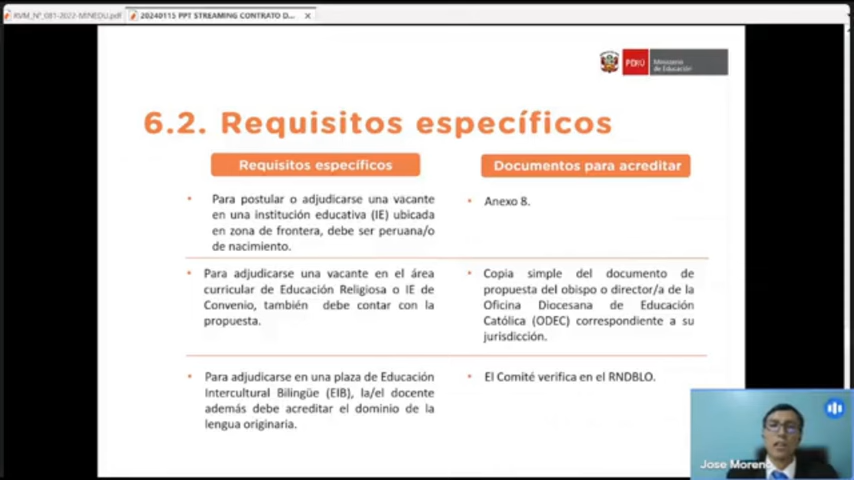 RVM_N°_081-2022-MINEDU.pdf
20240115 PPT STREAMING CONTRATO D...
PERÚ
Ministerio
de Educación
6.2. Requisitos específicos
Requisitos específicos
Documentos para acreditar
• Para postular o adjudicarse una vacante
en una institución educativa (IE) ubicada
en zona de frontera, debe ser peruana/o
de nacimiento.
• Anexo 8.
• Para adjudicarse una vacante en el área
curricular de Educación Religiosa o IE de
Convenio, también debe contar con la
propuesta.
• Copia simple del documento de
propuesta del obispo o director/a de la
Oficina Diocesana de Educación
Católica (ODEC) correspondiente a su
jurisdicción.
• Para adjudicarse en una plaza de Educación
Intercultural Bilingüe (EIB), la/el docente
además debe acreditar el dominio de la
lengua originaria.
• El Comité verifica en el RNDBLO.
Jose Moreno